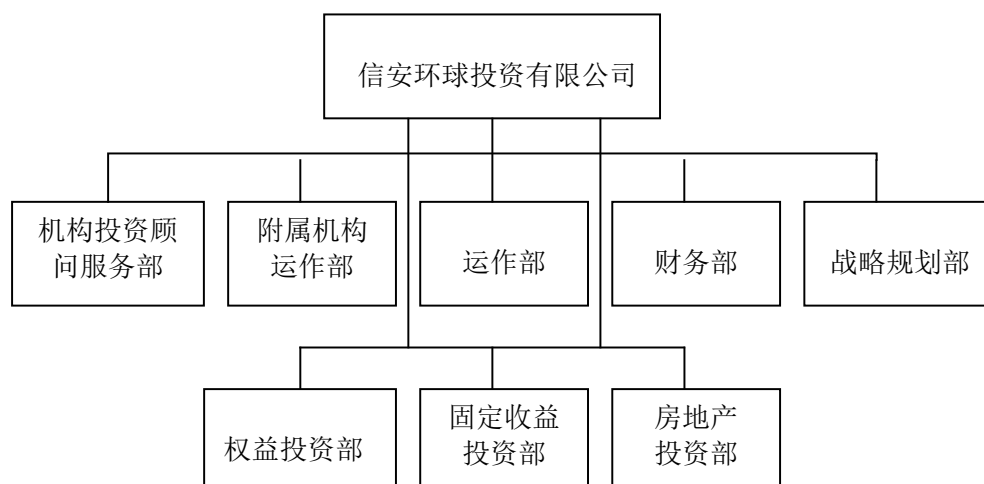 信安环球投资有限公司
机构投资顾
问服务部
附属机构
运作部
运作部
财务部
战略规划部
权益投资部
固定收益
投资部
房地产
投资部